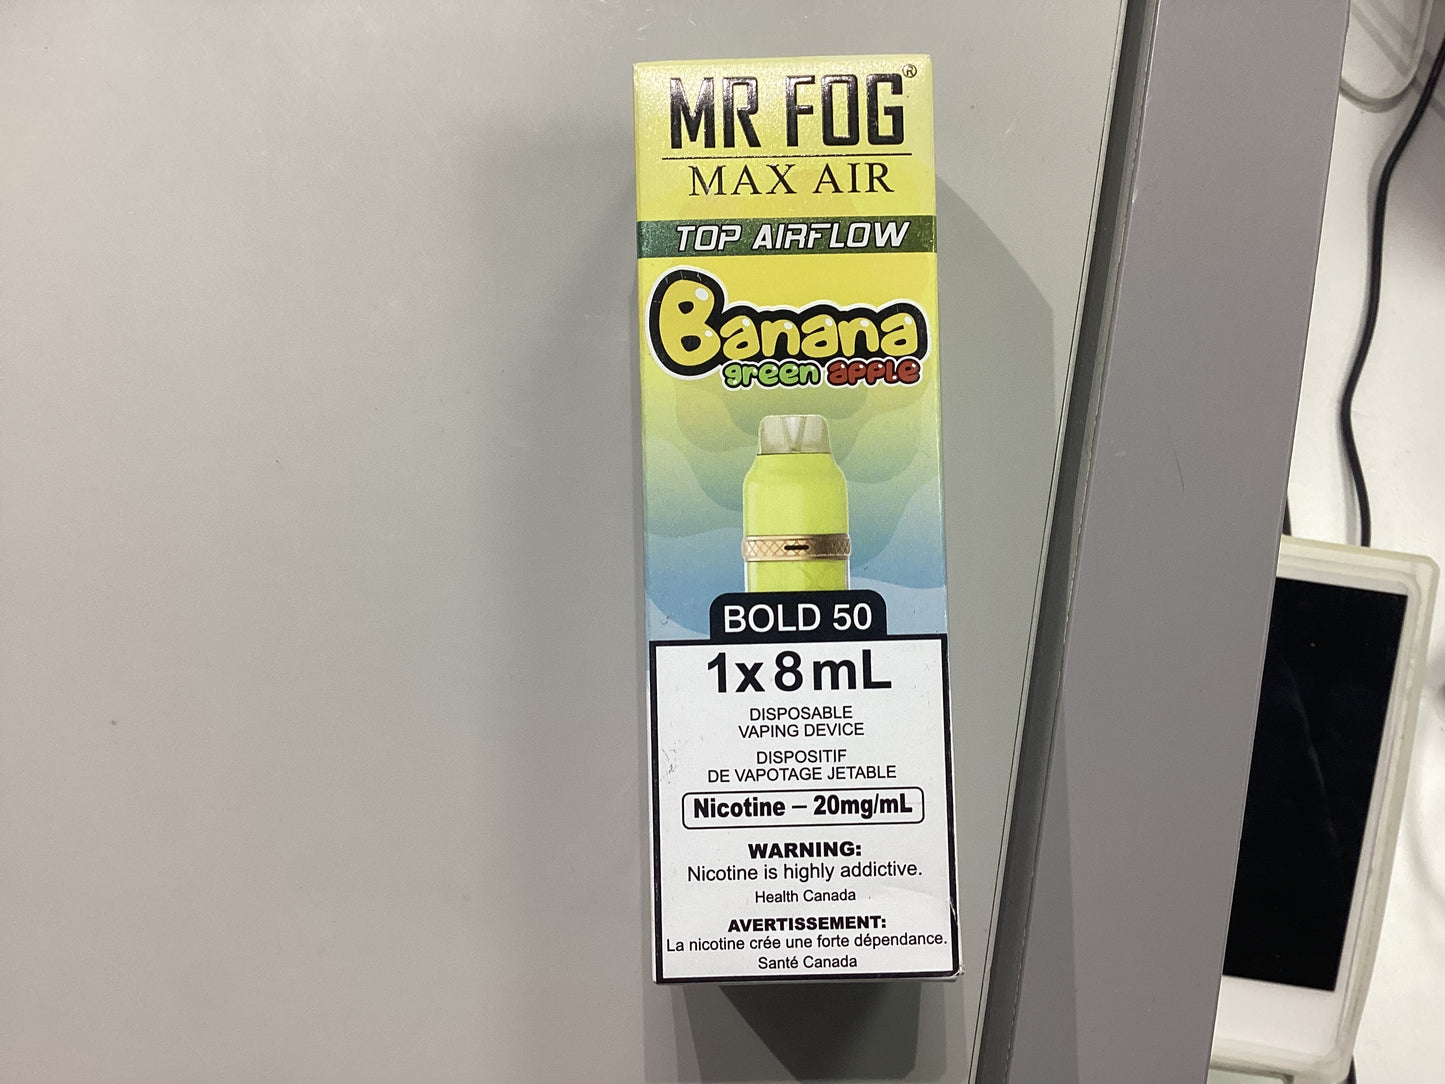 MR FOG®
MAX AIR
TOP AIRFLOW
Banana
green apple
BOLD 50
1x8mL
DISPOSABLE
VAPING DEVICE
DISPOSITIF
DE VAPOTAGE JETABLE
Nicotine – 20mg/mL
WARNING:
Nicotine is highly addictive.
Health Canada
AVERTISSEMENT:
La nicotine crée une forte dépendance.
Santé Canada